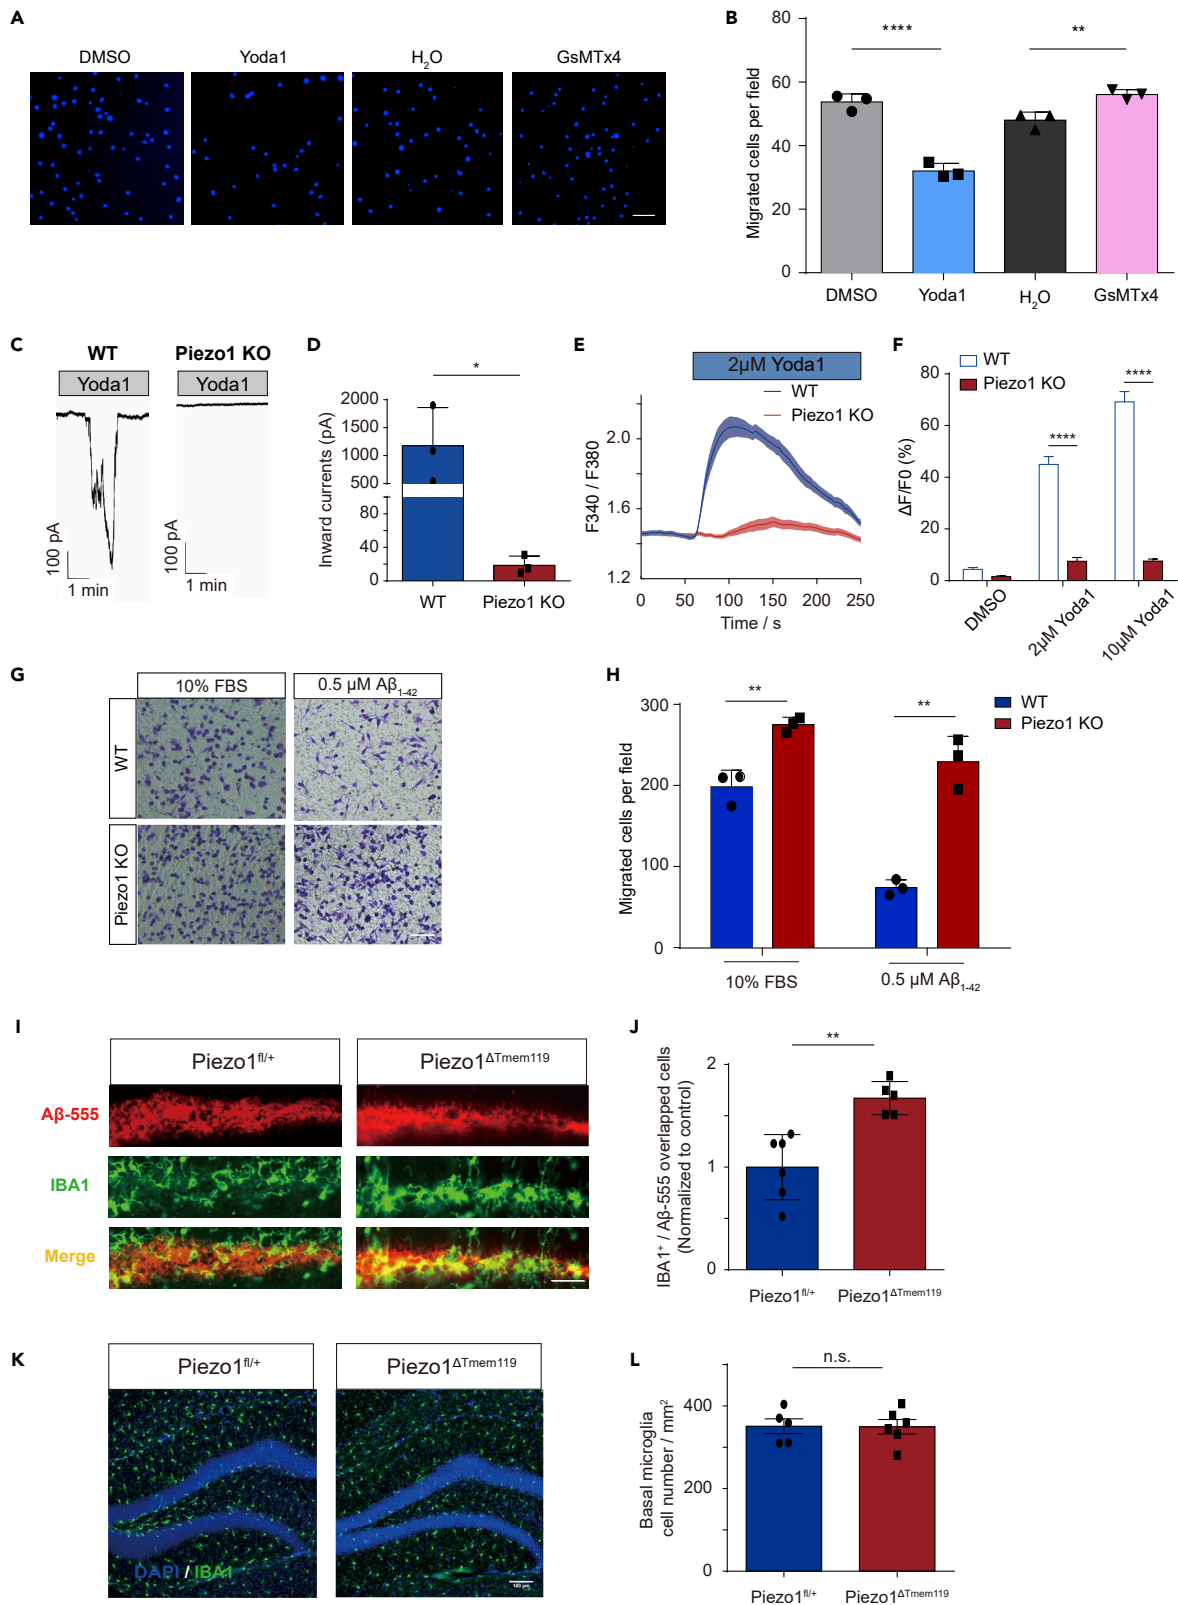 A
DMSO
Yoda1
H2O
GsMTx4
B
Migrated cells per field
80
60
40
20
0
****
**
DMSO
Yoda1
H2O
GsMTx4
C
WT
Piezo1 KO
Yoda1
Yoda1
100 pA
1 min
100 pA
1 min
D
Inward currents (pA)
2000
1500
1000
500
80
40
0
*
WT
Piezo1 KO
E
2μM Yoda1
WT
Piezo1 KO
F340 / F380
2.0
1.6
1.2
0
50
100
150
200
250
Time / s
F
WT
Piezo1 KO
ΔF/F0 (%)
80
60
40
20
0
****
****
DMSO
2μM Yoda1
10μM Yoda1
G
10% FBS
0.5 μM Aβ1-42
WT
Piezo1 KO
H
Migrated cells per field
300
200
100
0
**
**
WT
Piezo1 KO
10% FBS
0.5 μM Aβ1-42
I
Piezo1fl/+
Piezo1ΔTmem119
Aβ-555
IBA1
Merge
J
IBA1+ / Aβ-555 overlapped cells
(Normalized to control)
2
1
0
**
Piezo1fl/+
Piezo1ΔTmem119
K
Piezo1fl/+
Piezo1ΔTmem119
DAPI / IBA1
100 μm
L
Basal microglia
cell number / mm2
400
200
0
n.s.
Piezo1fl/+
Piezo1ΔTmem119